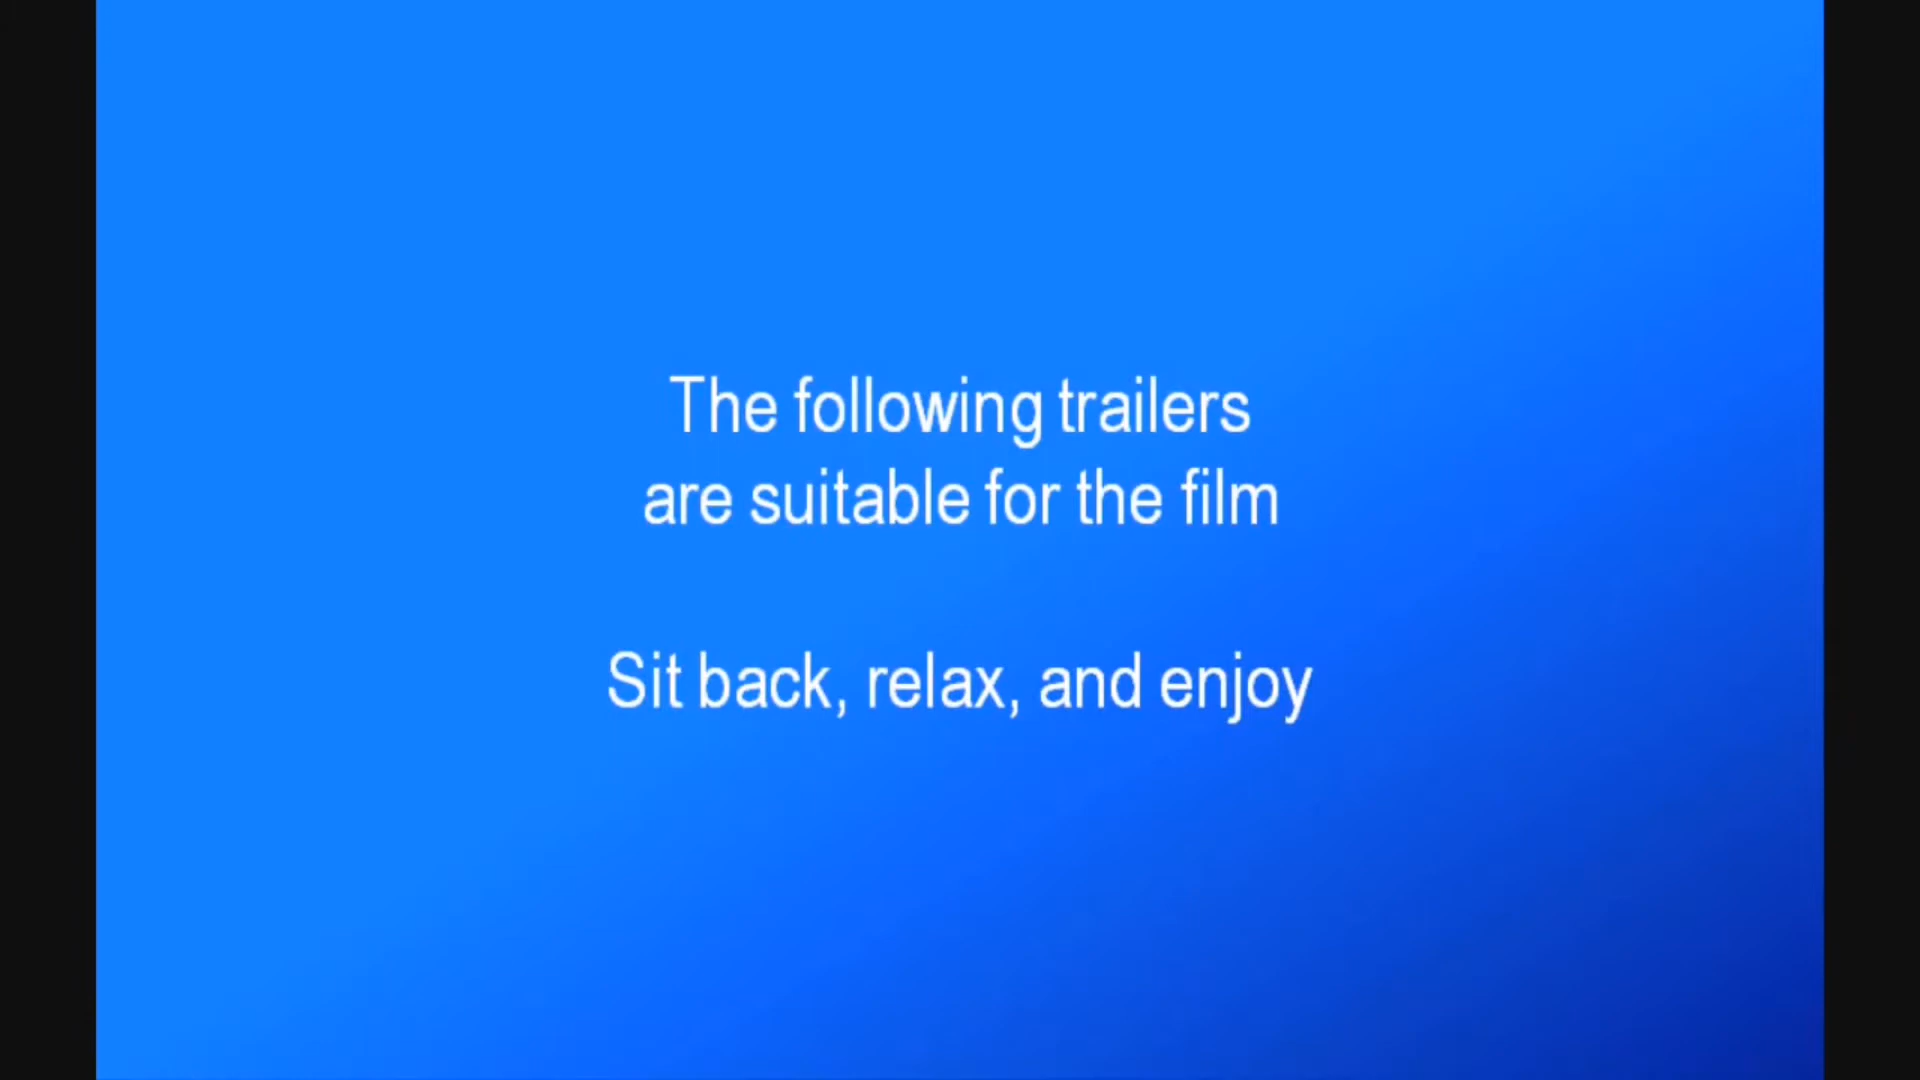 The following trailers
are suitable for the film
Sit back, relax, and enjoy